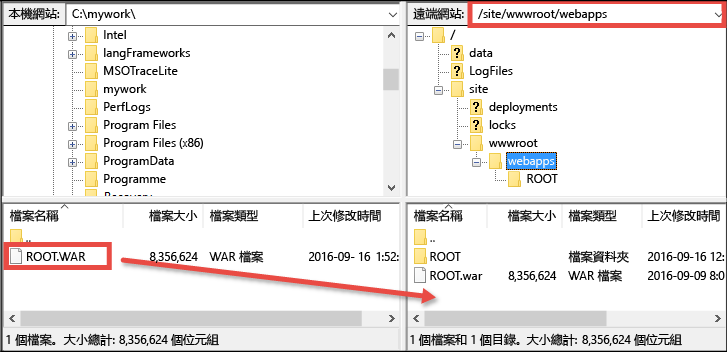 本機網站:
C:\mywork\
Intel
langFrameworks
MSOTraceLite
mywork
PerfLogs
Program Files
Program Files (x86)
ProgramData
Programme
Recovery
檔案名稱 檔案大小 檔案類型 上次修改時間
..
ROOT.WAR 8,356,624 WAR 檔案 2016-09- 16 1:52:
1 個檔案。大小總計: 8,356,624 個位元組
遠端網站:
/site/wwwroot/webapps
/
data
LogFiles
site
deployments
locks
wwwroot
webapps
ROOT
檔案名稱 檔案大小 檔案類型 上次修改時間
..
ROOT 檔案資料夾 2016-09-16 12:
ROOT.war 8,356,624 WAR 檔案 2016-09-09 8:0
1 個檔案和 1 個目錄。大小總計: 8,356,624 個位元組